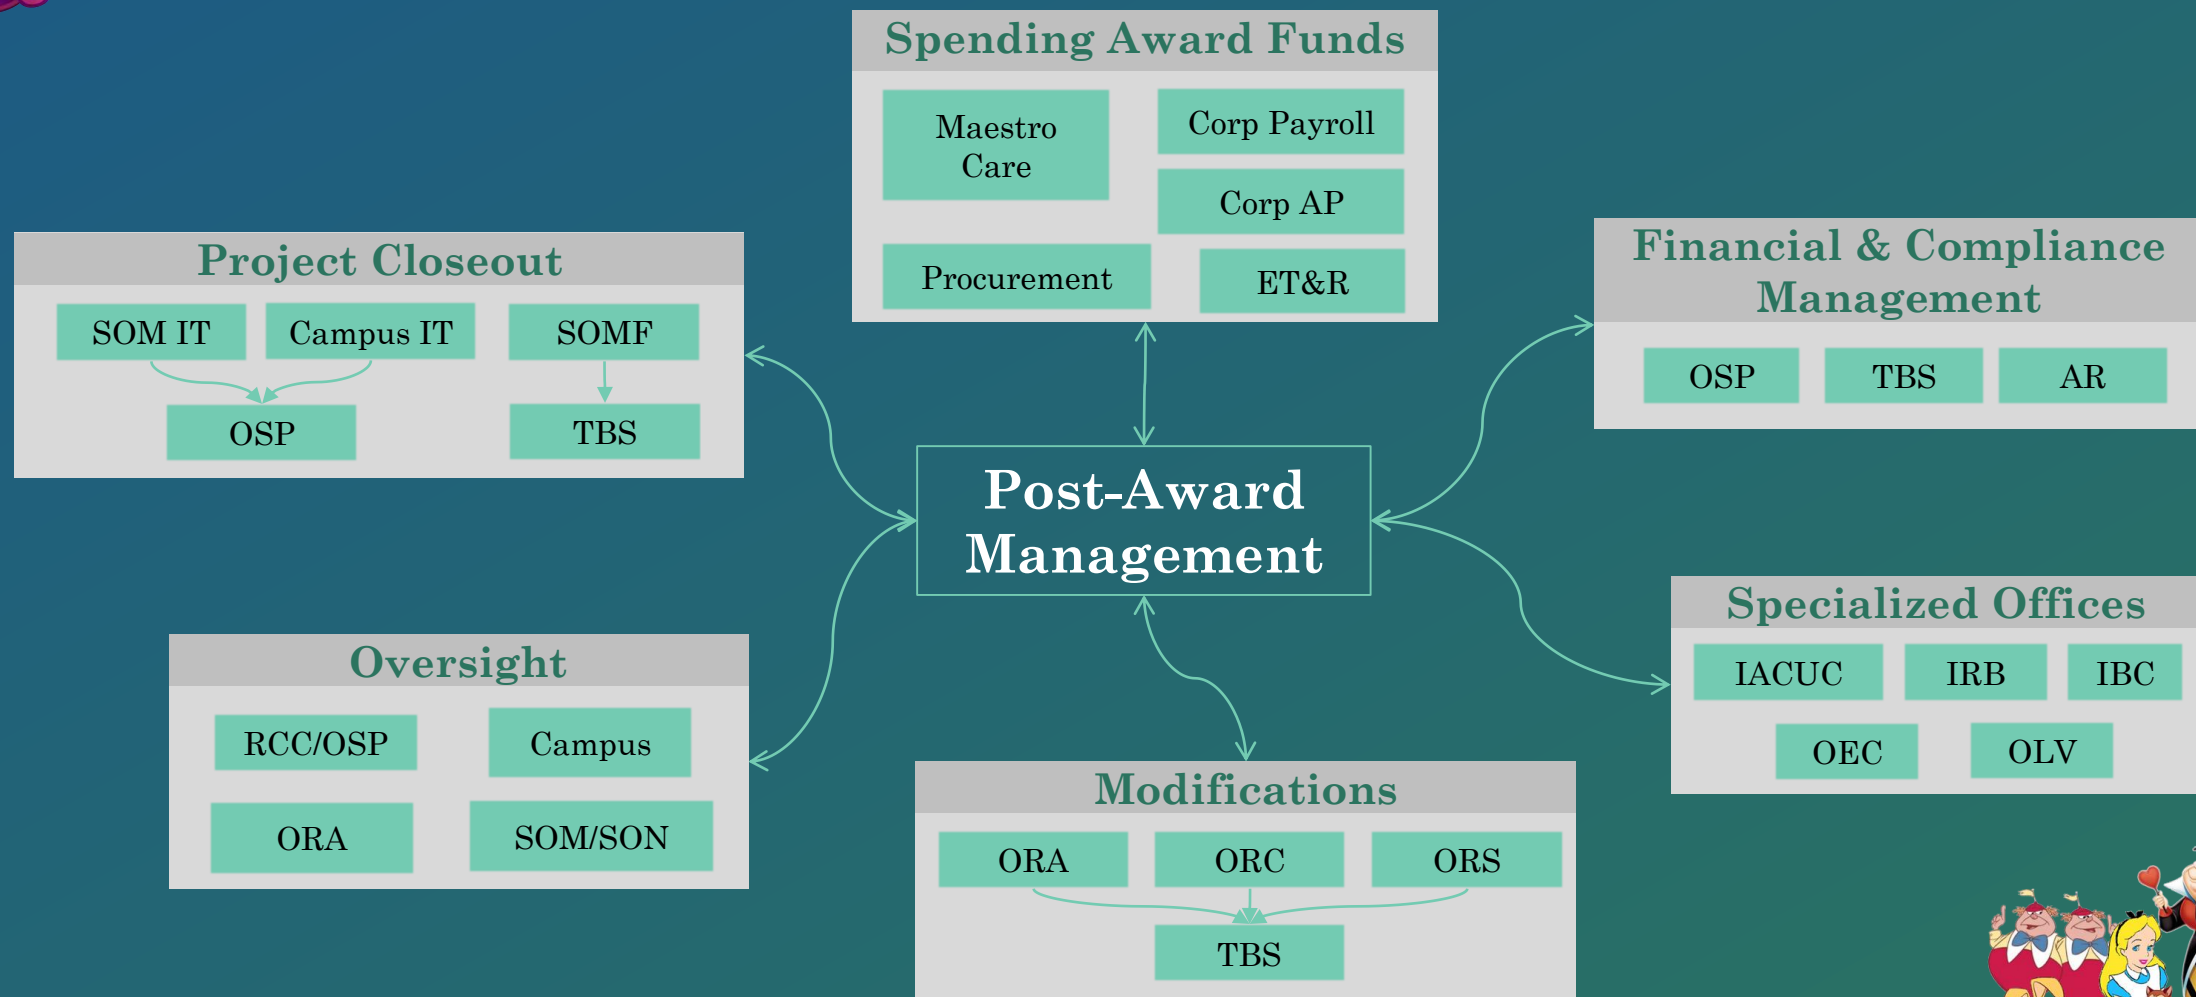 Spending Award Funds
Maestro
Care
Corp Payroll
Corp AP
Procurement
ET&R
Project Closeout
SOM IT
Campus IT
SOMF
OSP
TBS
Financial & Compliance
Management
OSP
TBS
AR
Post-Award
Management
Specialized Offices
IACUC
IRB
IBC
OEC
OLV
Oversight
RCC/OSP
Campus
ORA
SOM/SON
Modifications
ORA
ORC
ORS
TBS